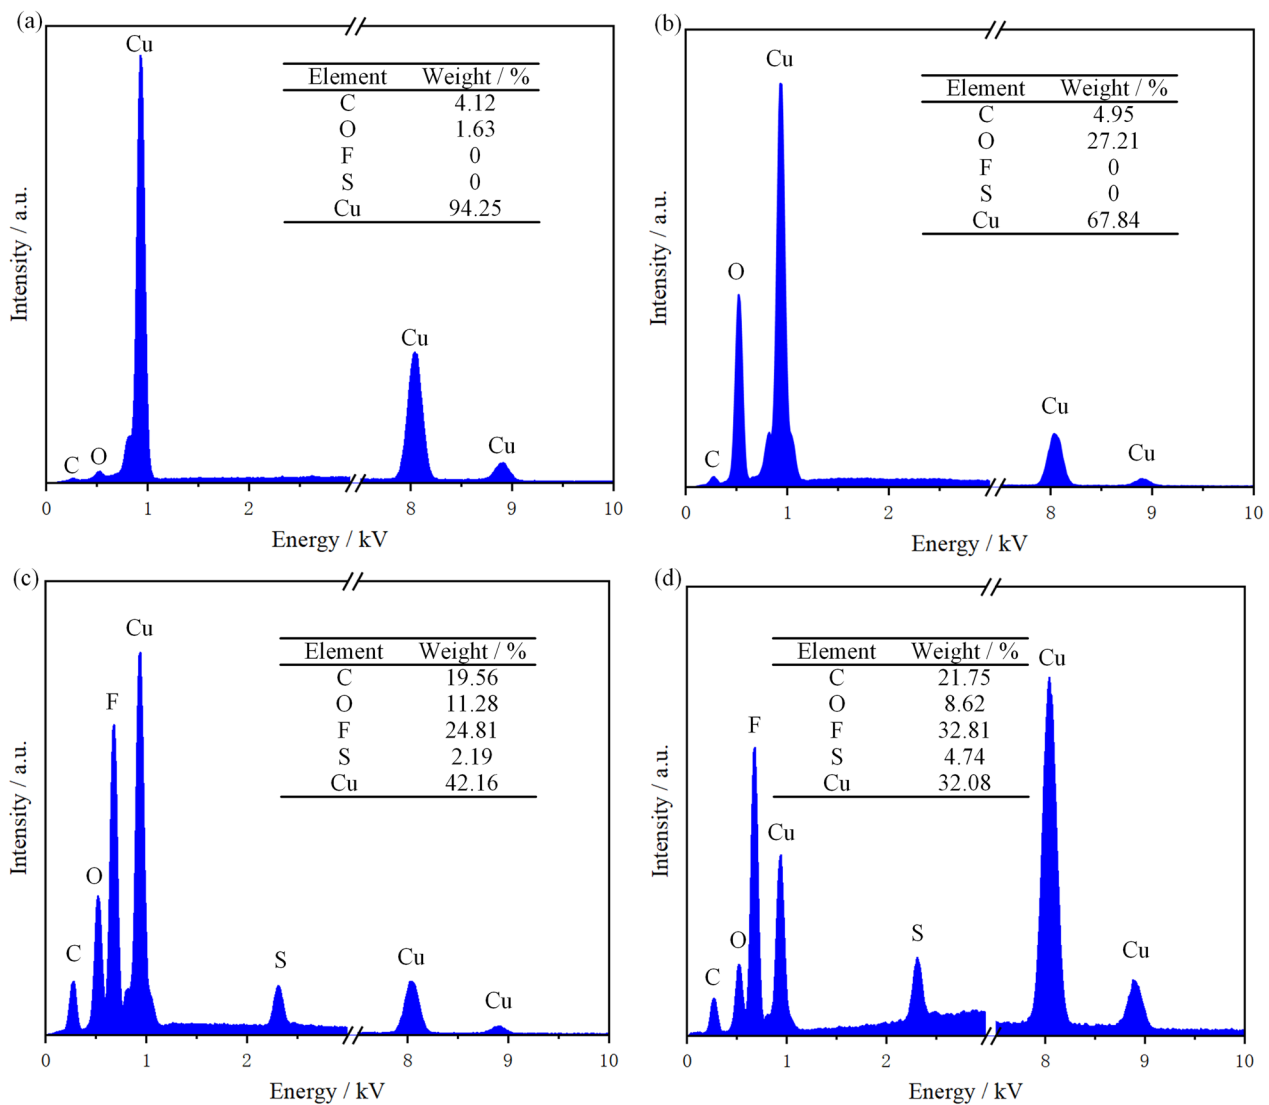 (a)
Cu
Element Weight / %
C 4.12
O 1.63
F 0
S 0
Cu 94.25
Cu
Cu
C O
Intensity / a.u.
0 1 2 8 9 10
Energy / kV
(b)
Cu
Element Weight / %
C 4.95
O 27.21
F 0
S 0
Cu 67.84
O
Cu
Cu
C
Intensity / a.u.
0 1 2 8 9 10
Energy / kV
(c)
Cu
Element Weight / %
C 19.56
O 11.28
F 24.81
S 2.19
Cu 42.16
F
O
C
S
Cu
Cu
Intensity / a.u.
0 1 2 8 9 10
Energy / kV
(d)
Element Weight / %
C 21.75
O 8.62
F 32.81
S 4.74
Cu 32.08
Cu
F
Cu
O
C
S
Cu
Intensity / a.u.
0 1 2 8 9 10
Energy / kV